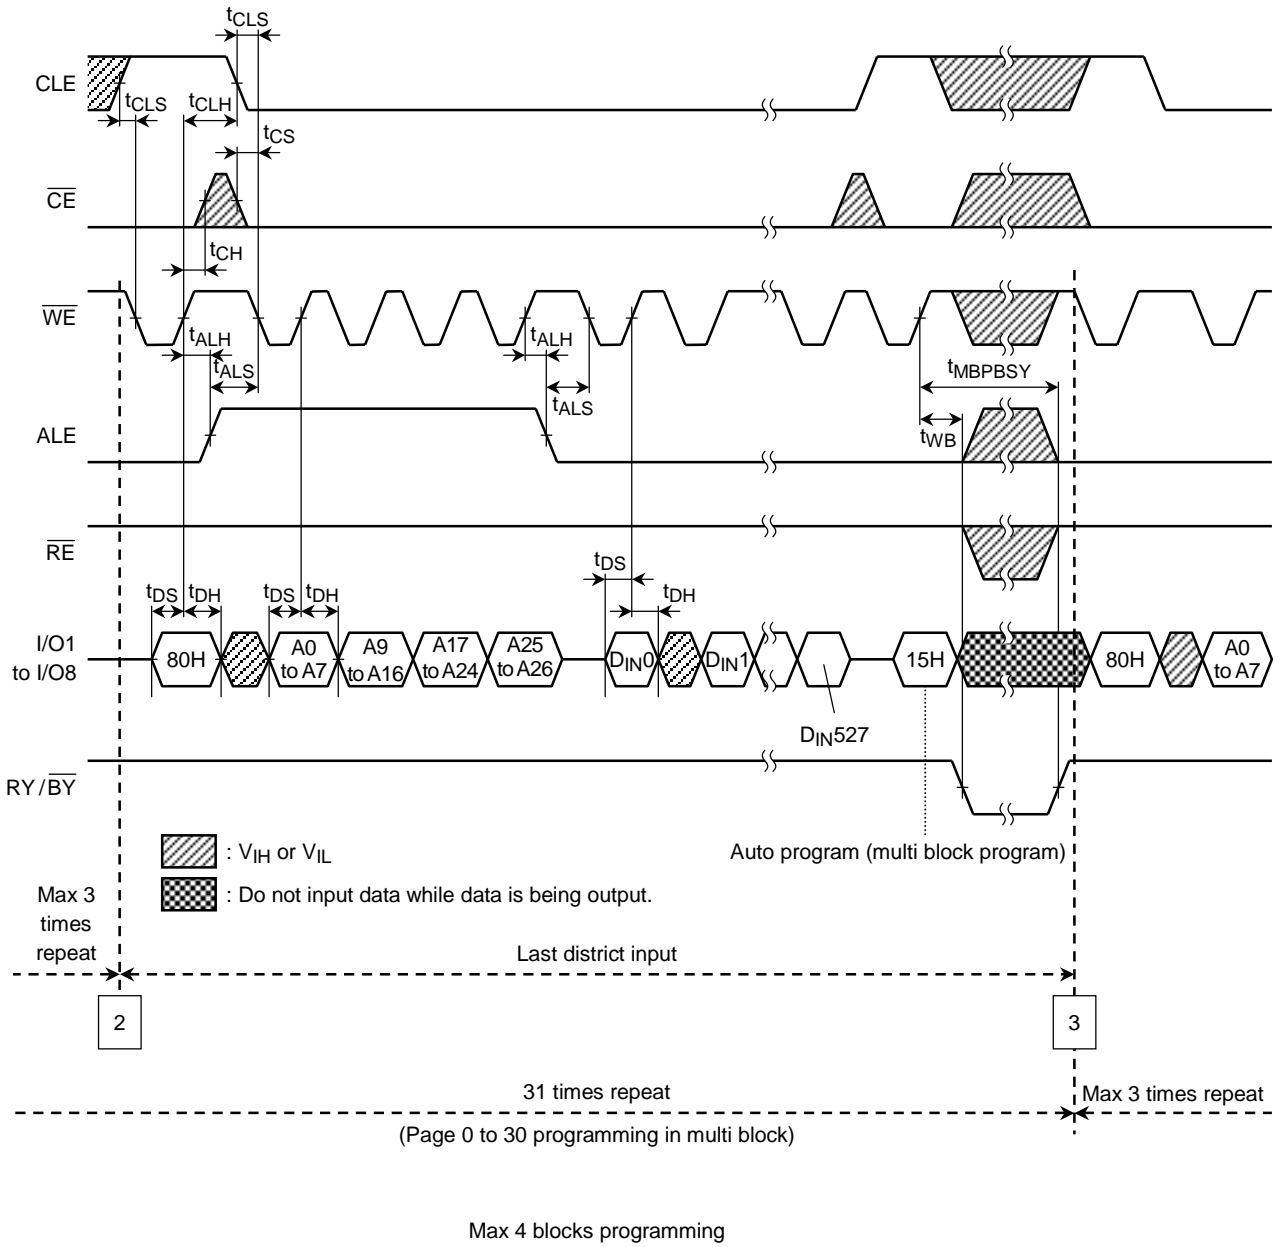 tCLS
CLE
tCLS
tCLH
tCS
CE
tCH
WE
tALH
tALS
tALH
tALS
tMBPBSY
tWB
ALE
RE
tDS
tDH
tDS
tDH
tDS
tDH
I/O1
to I/O8
80H
A0
to A7
A9
to A16
A17
to A24
A25
to A26
DIN0
DIN1
15H
80H
A0
to A7
DIN527
RY/BY
: VIH or VIL
Auto program (multi block program)
: Do not input data while data is being output.
Max 3
times
repeat
Last district input
2
3
31 times repeat
Max 3 times repeat
(Page 0 to 30 programming in multi block)
Max 4 blocks programming